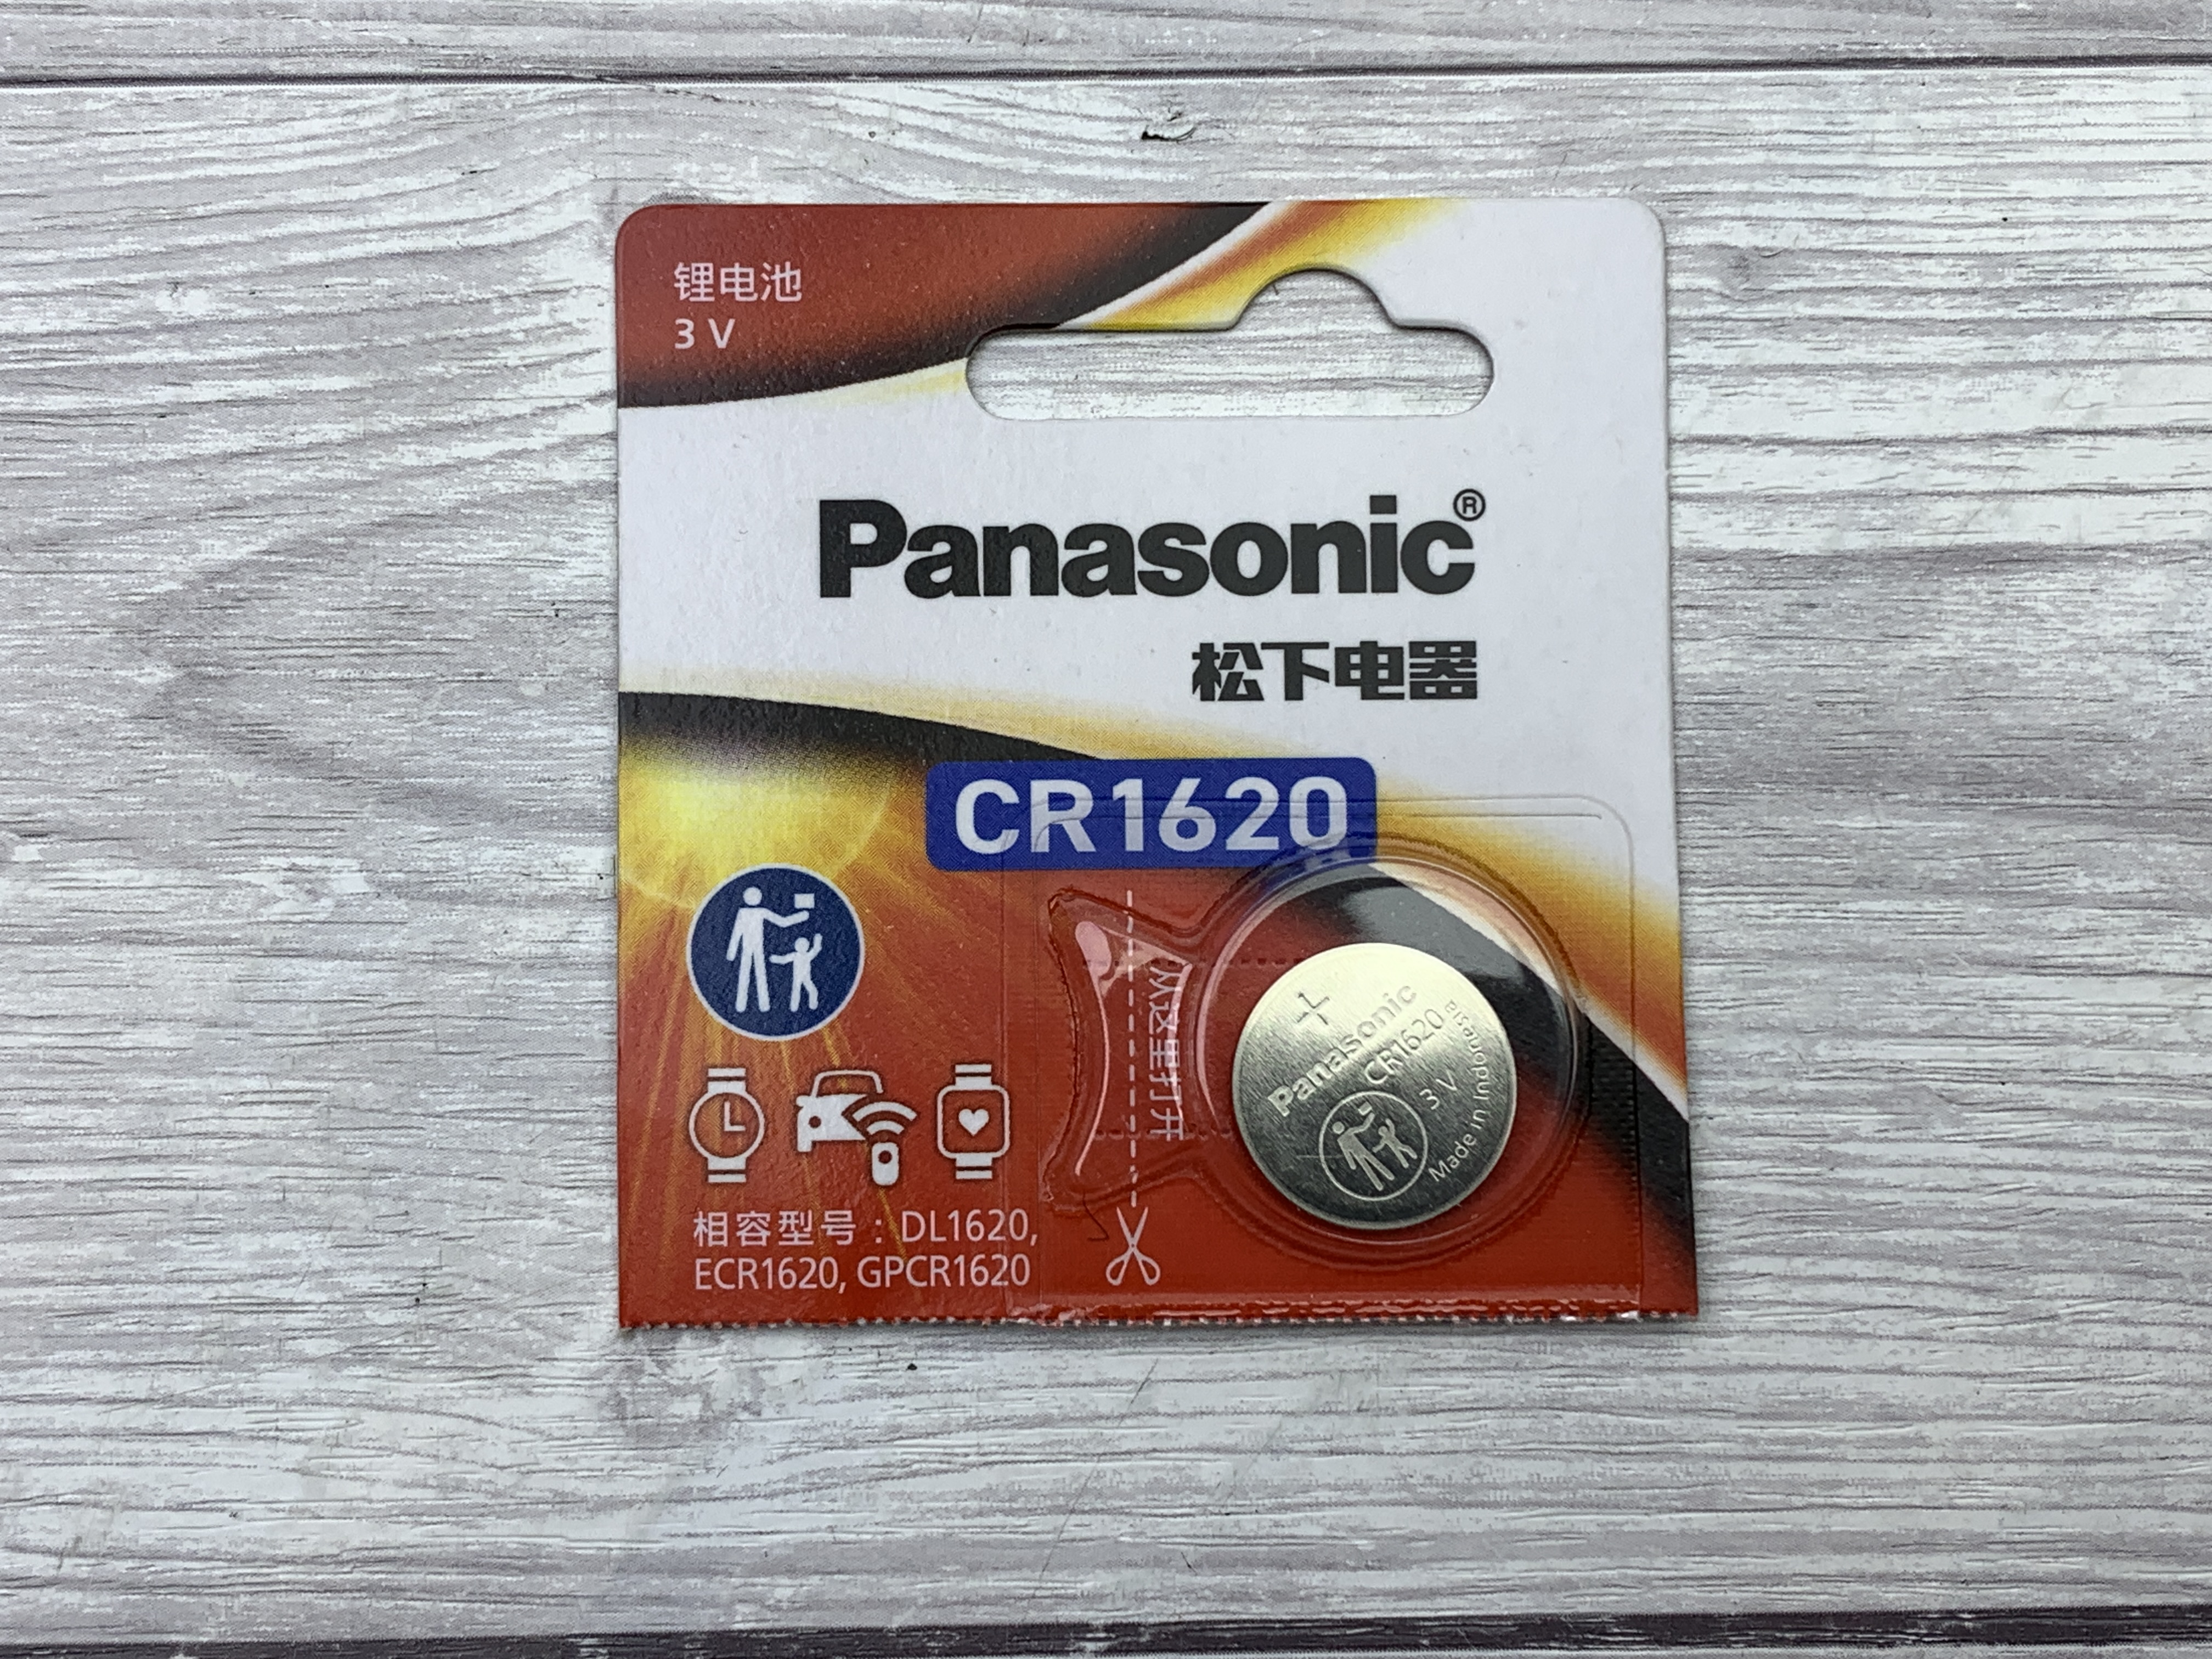 锂电池
3 V
Panasonic®
松下电器
CR1620
从这里打开
+
Panasonic
CR1620
3 V
Made in Indonesia
相容型号：DL1620,
ECR1620, GPCR1620